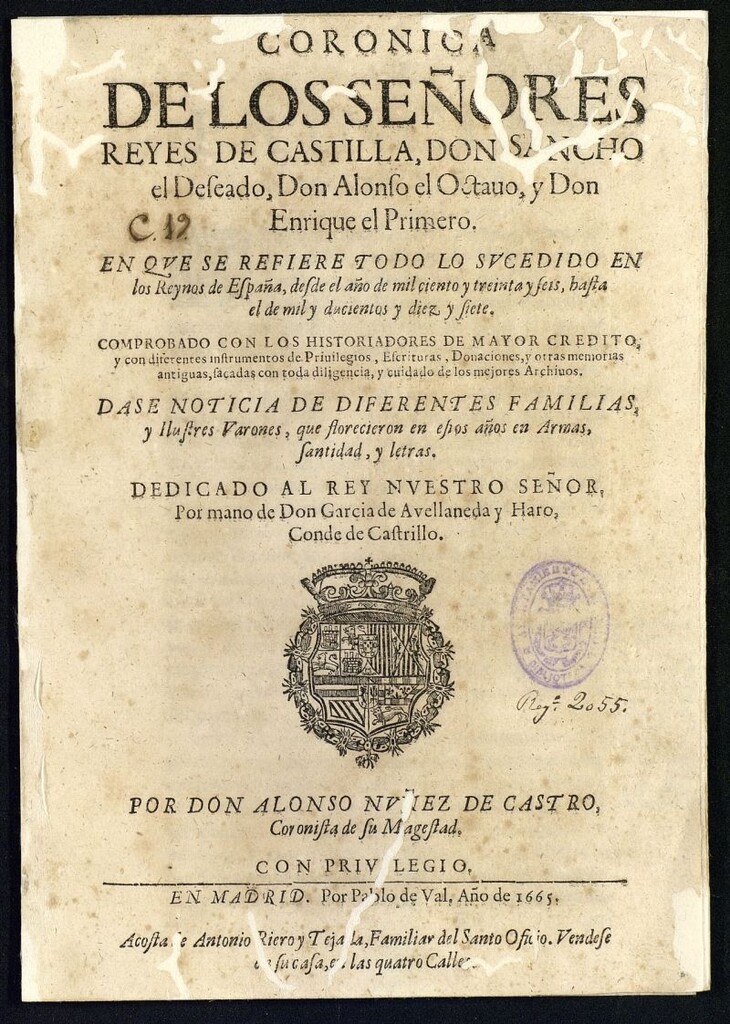 CORONICA
DE LOS SEÑORES
REYES DE CASTILLA, DON SANCHO
el Deſeado, Don Alonſo el Octauo, y Don
C. 19
Enrique el Primero.
EN QVE SE REFIERE TODO LO SVCEDIDO EN
los Reynos de Eſpaña, deſde el año de mil ciento y treinta y ſeis, haſta
el de mil y ducientos y diez y ſiete.
COMPROBADO CON LOS HISTORIADORES DE MAYOR CREDITO,
y con diferentes inſtrumentos de Priuilegios, Eſcrituras, Donaciones, y otras memorias
antiguas, ſacadas con toda diligencia, y cuidado de los mejores Archiuos.
DASE NOTICIA DE DIFERENTES FAMILIAS,
y Iluſtres Varones, que florecieron en eſtos años en Armas,
ſantidad, y letras.
DEDICADO AL REY NVESTRO SEÑOR,
Por mano de Don Garcia de Avellaneda y Haro,
Conde de Caſtrillo.
Regª. 2055.
POR DON ALONSO NVÑEZ DE CASTRO,
Coroniſta de ſu Mageſtad.
CON PRIV LEGIO.
EN MADRID. Por Pablo de Val, Año de 1665.
Acoſta de Antonio Riero y Teja la, Familiar del Santo Oficio. Vendeſe
en ſu caſa, en las quatro Calles.